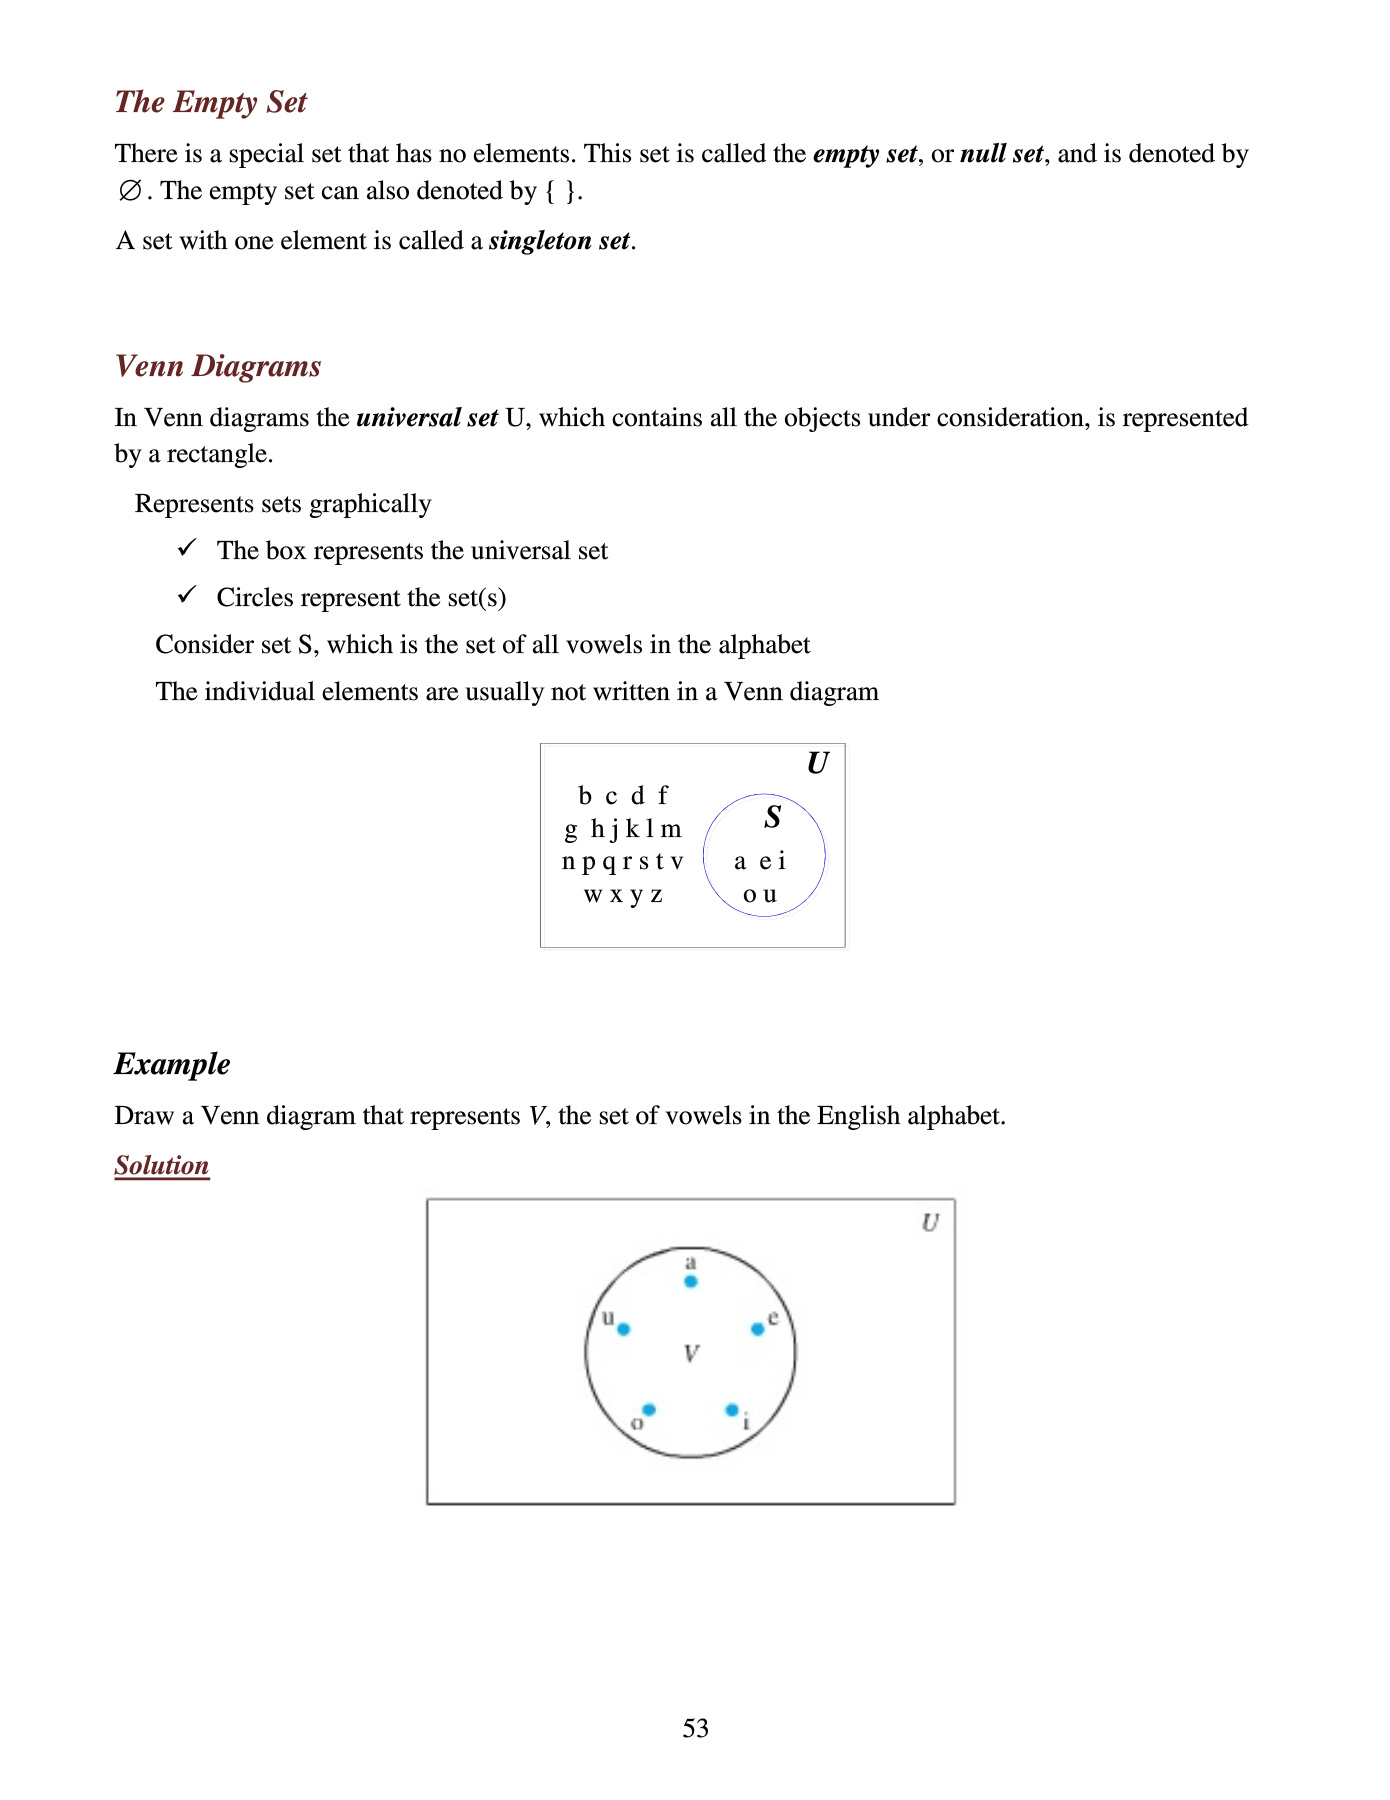 The Empty Set
There is a special set that has no elements. This set is called the empty set, or null set, and is denoted by
∅. The empty set can also denoted by { }.
A set with one element is called a singleton set.
Venn Diagrams
In Venn diagrams the universal set U, which contains all the objects under consideration, is represented
by a rectangle.
Represents sets graphically
✓ The box represents the universal set
✓ Circles represent the set(s)
Consider set S, which is the set of all vowels in the alphabet
The individual elements are usually not written in a Venn diagram
U
b c d f
g h j k l m
n p q r s t v
w x y z
S
a e i
o u
Example
Draw a Venn diagram that represents V, the set of vowels in the English alphabet.
Solution
U
a
u
e
V
o
i
53